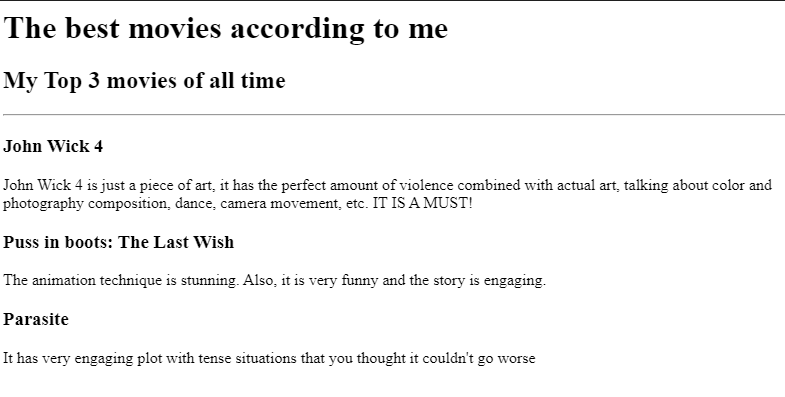 The best movies according to me
My Top 3 movies of all time
John Wick 4
John Wick 4 is just a piece of art, it has the perfect amount of violence combined with actual art, talking about color and
photography composition, dance, camera movement, etc. IT IS A MUST!
Puss in boots: The Last Wish
The animation technique is stunning. Also, it is very funny and the story is engaging.
Parasite
It has very engaging plot with tense situations that you thought it couldn't go worse